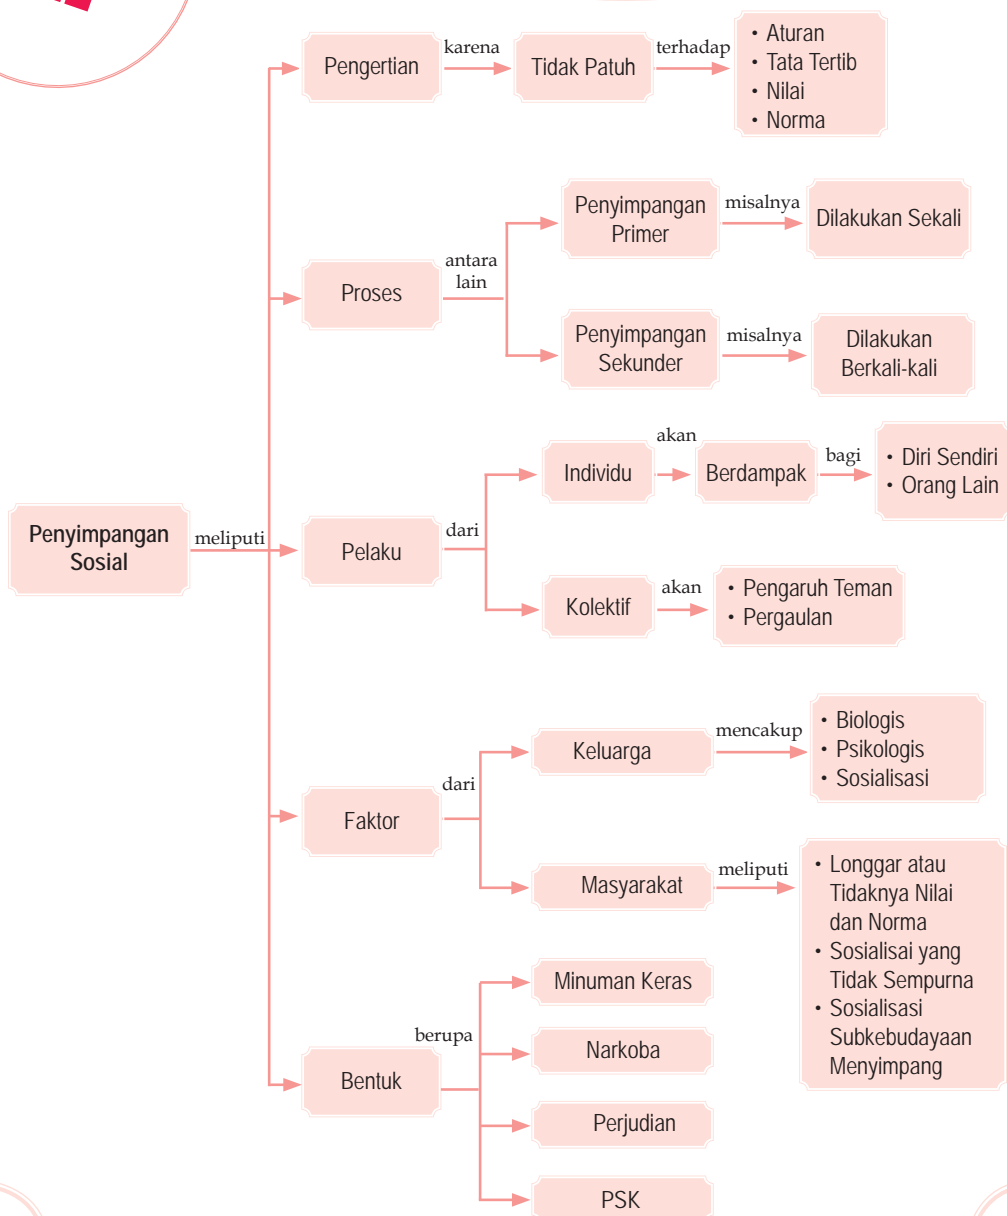 Pengertian
karena
Tidak Patuh
terhadap
• Aturan
• Tata Tertib
• Nilai
• Norma
Proses
antara
lain
Penyimpangan
Primer
misalnya
Dilakukan Sekali
Penyimpangan
Sekunder
misalnya
Dilakukan
Berkali-kali
Penyimpangan
Sosial
meliputi
Pelaku
dari
Individu
akan
Berdampak
bagi
• Diri Sendiri
• Orang Lain
Kolektif
akan
• Pengaruh Teman
• Pergaulan
Faktor
dari
Keluarga
mencakup
• Biologis
• Psikologis
• Sosialisasi
Masyarakat
meliputi
• Longgar atau
Tidaknya Nilai
dan Norma
• Sosialisai yang
Tidak Sempurna
• Sosialisasi
Subkebudayaan
Menyimpang
Bentuk
berupa
Minuman Keras
Narkoba
Perjudian
PSK